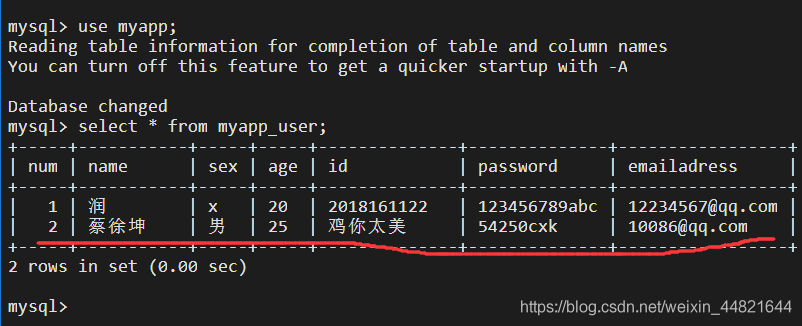 mysql> use myapp;
Reading table information for completion of table and column names
You can turn off this feature to get a quicker startup with -A
Database changed
mysql> select * from myapp_user;
+-----+-----------+-----+-----+--------------+--------------+-----------------+
| num | name | sex | age | id | password | emailadress |
+-----+-----------+-----+-----+--------------+--------------+-----------------+
| 1 | 润 | x | 20 | 2018161122 | 123456789abc | 12234567@qq.com
| 2 | 蔡徐坤 | 男 | 25 | 鸡你太美 | 54250cxk | 10086@qq.com
+-----+-----------+-----+-----+--------------+--------------+-----------------+
2 rows in set (0.00 sec)
mysql>
https://blog.csdn.net/weixin_44821644